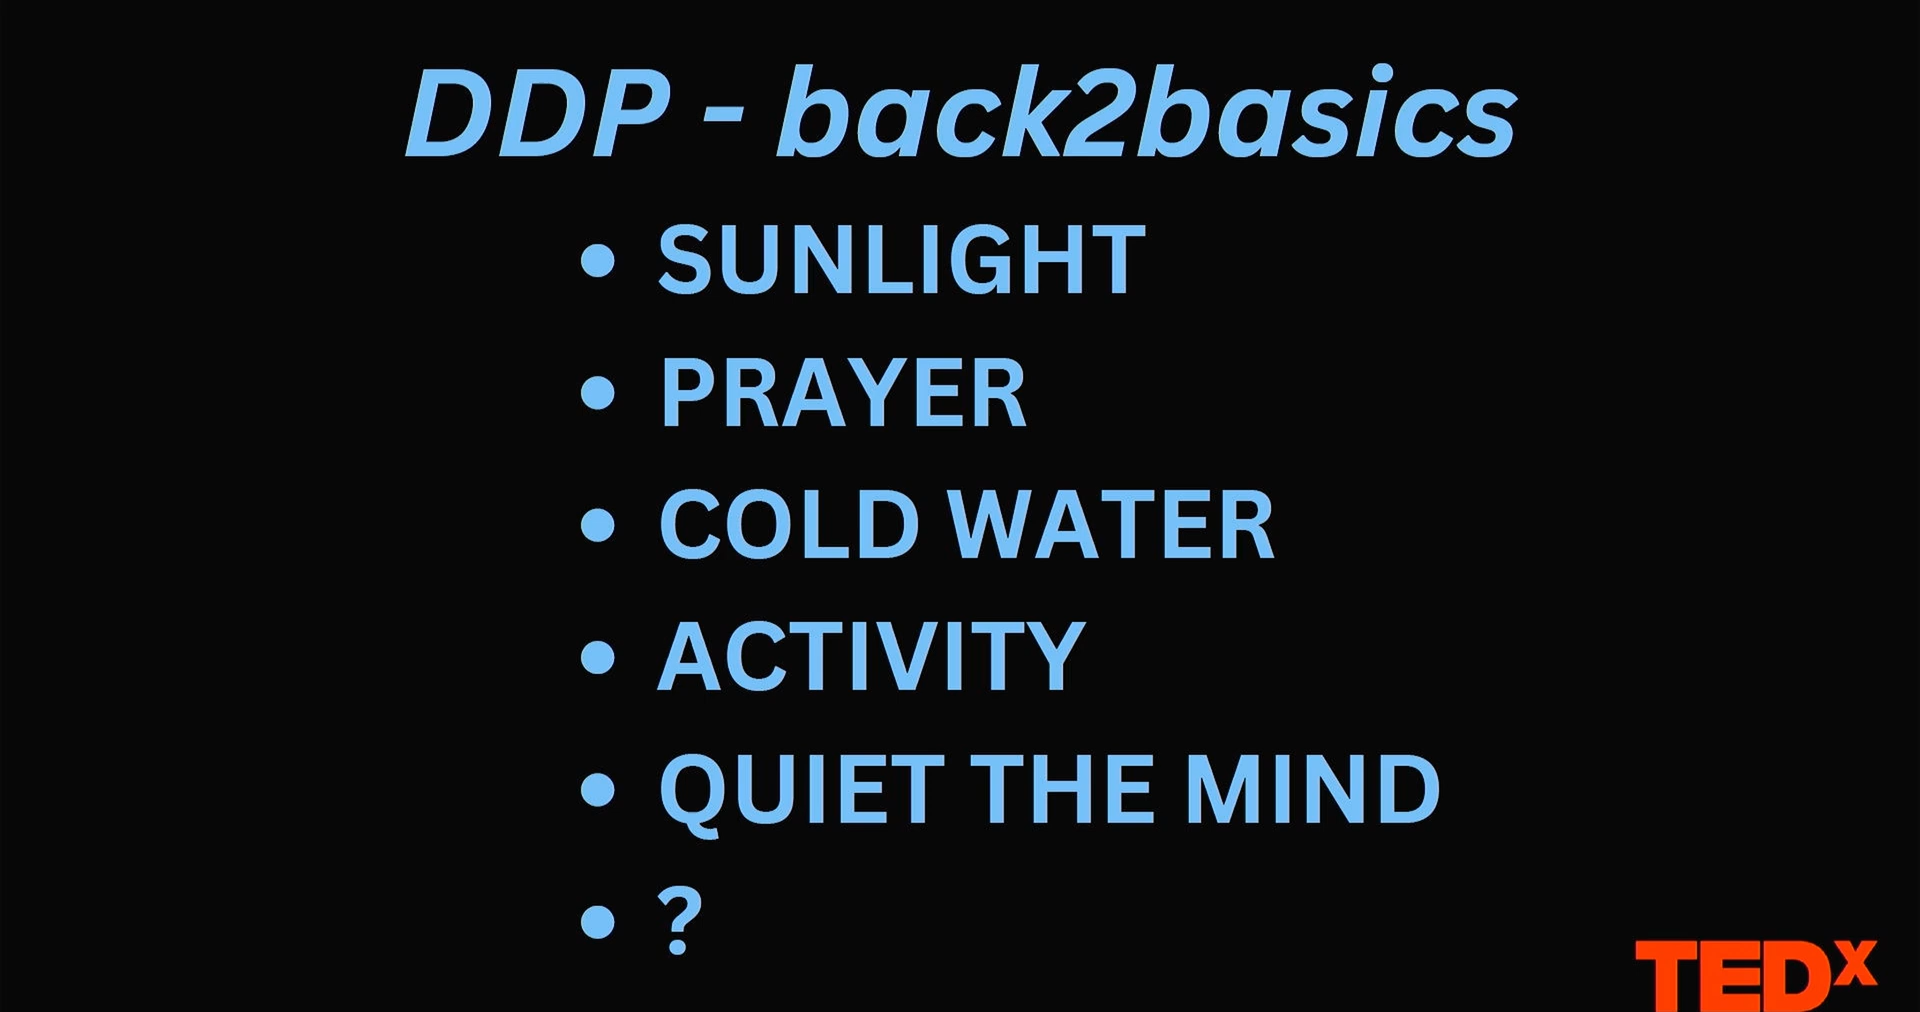 DDP - back2basics
• SUNLIGHT
• PRAYER
• COLD WATER
• ACTIVITY
• QUIET THE MIND
• ?
TEDx